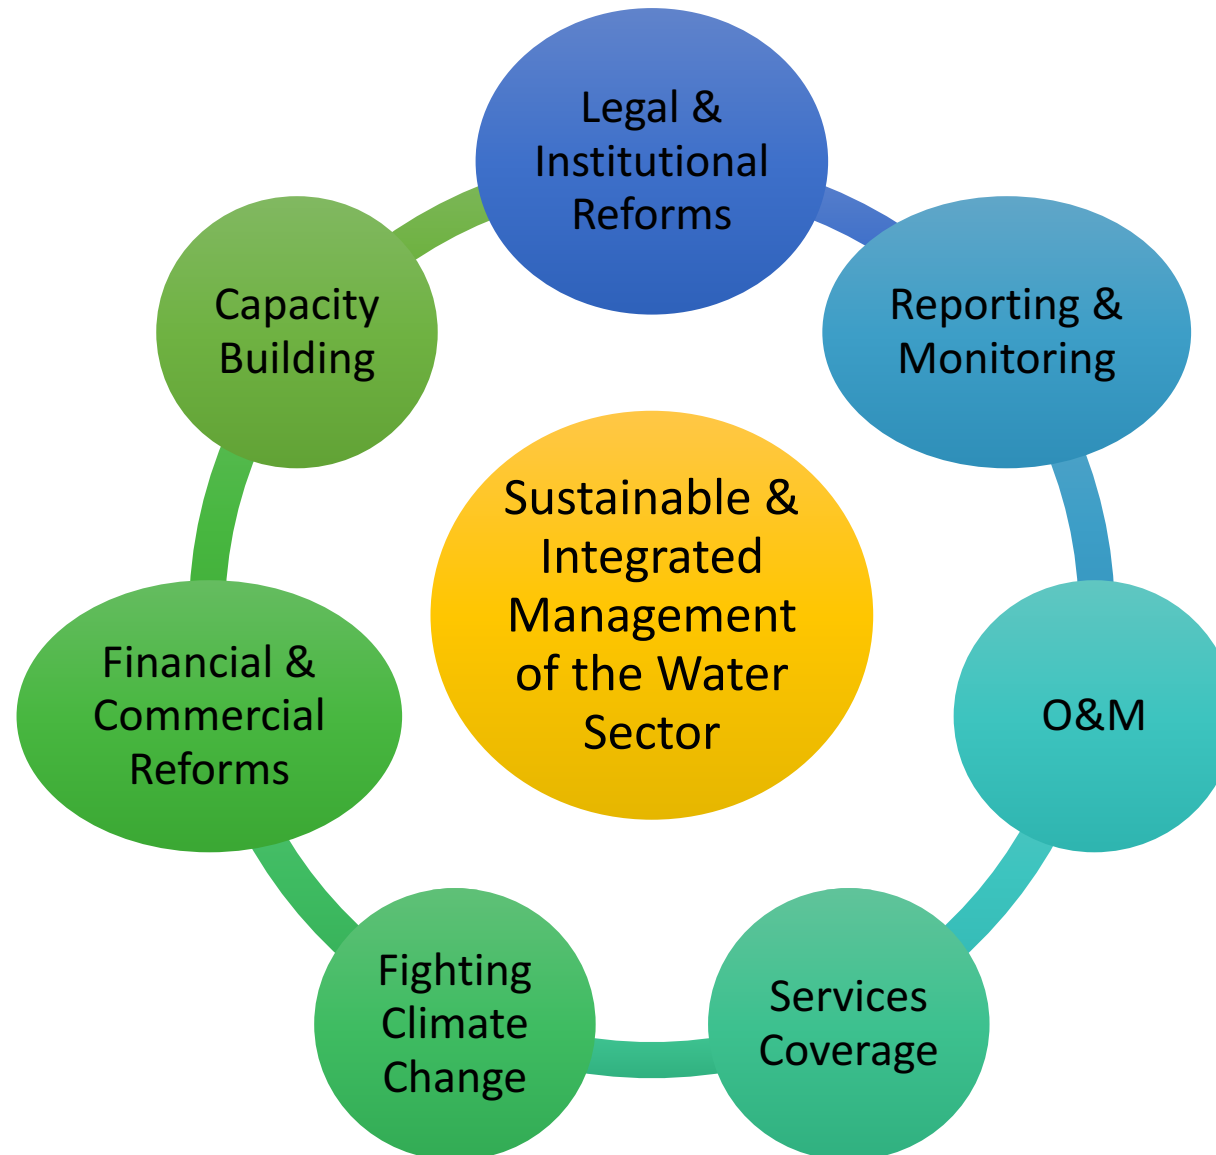 Legal &
Institutional
Reforms
Reporting &
Monitoring
O&M
Services
Coverage
Fighting
Climate
Change
Financial &
Commercial
Reforms
Capacity
Building
Sustainable &
Integrated
Management
of the Water
Sector